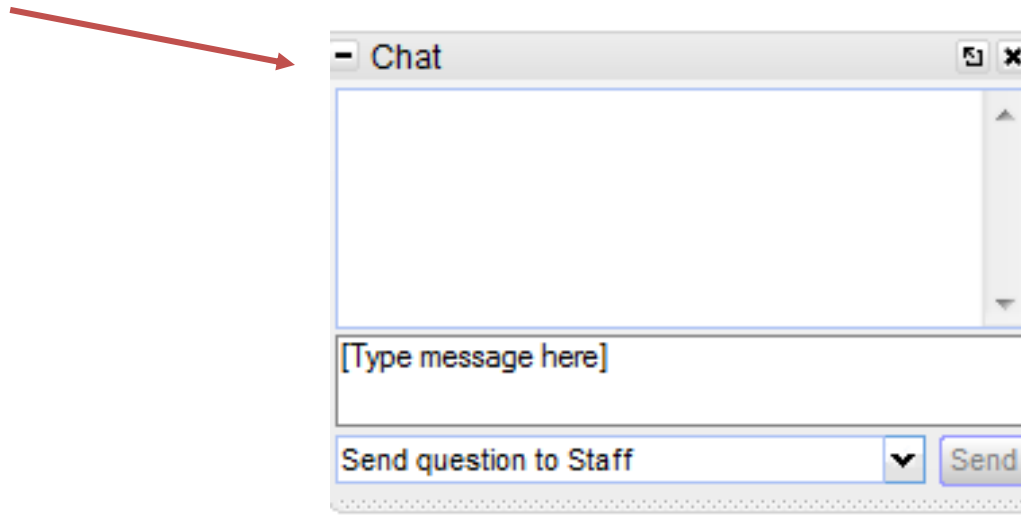 Chat
[Type message here]
Send question to Staff
Send